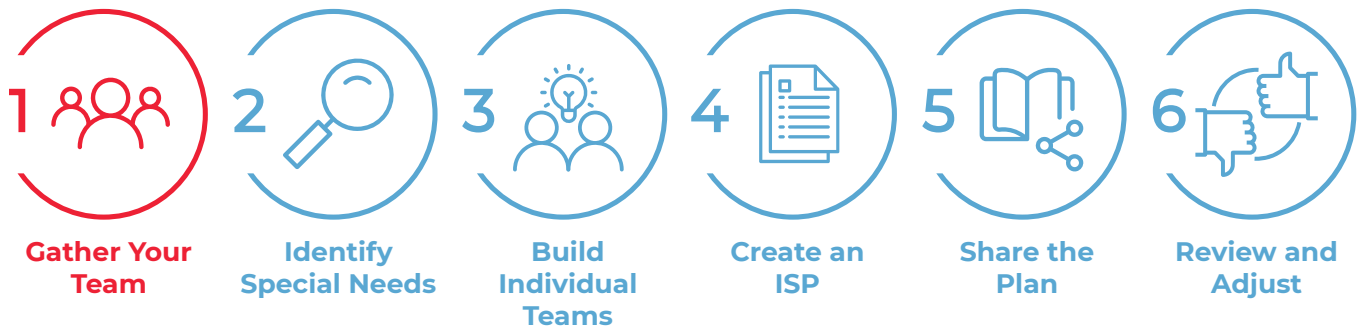 1
Gather Your
Team
2
Identify
Special Needs
3
Build
Individual
Teams
4
Create an
ISP
5
Share the
Plan
6
Review and
Adjust